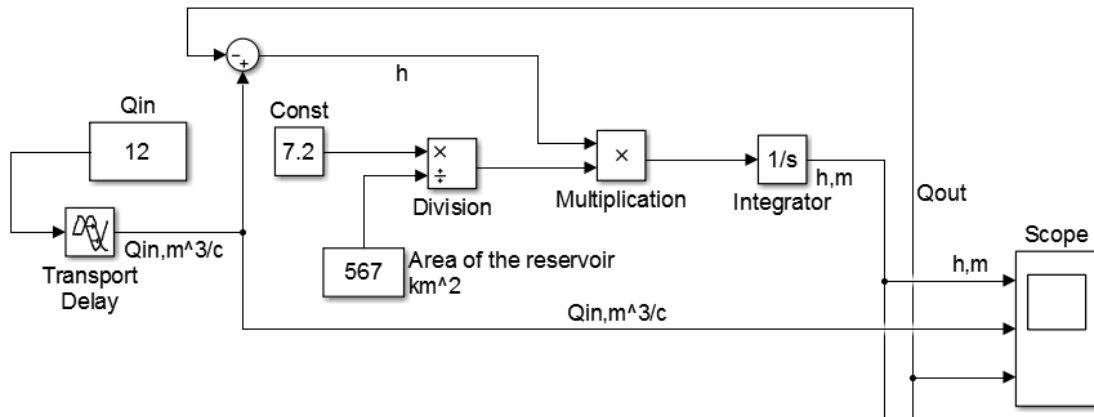 Qin
12
Transport
Delay
Qin,m^3/c
-
+
h
Const
7.2
×
÷
Division
567
Area of the reservoir
km^2
×
Multiplication
1/s
Integrator
h,m
Qout
Scope
h,m
Qin,m^3/c